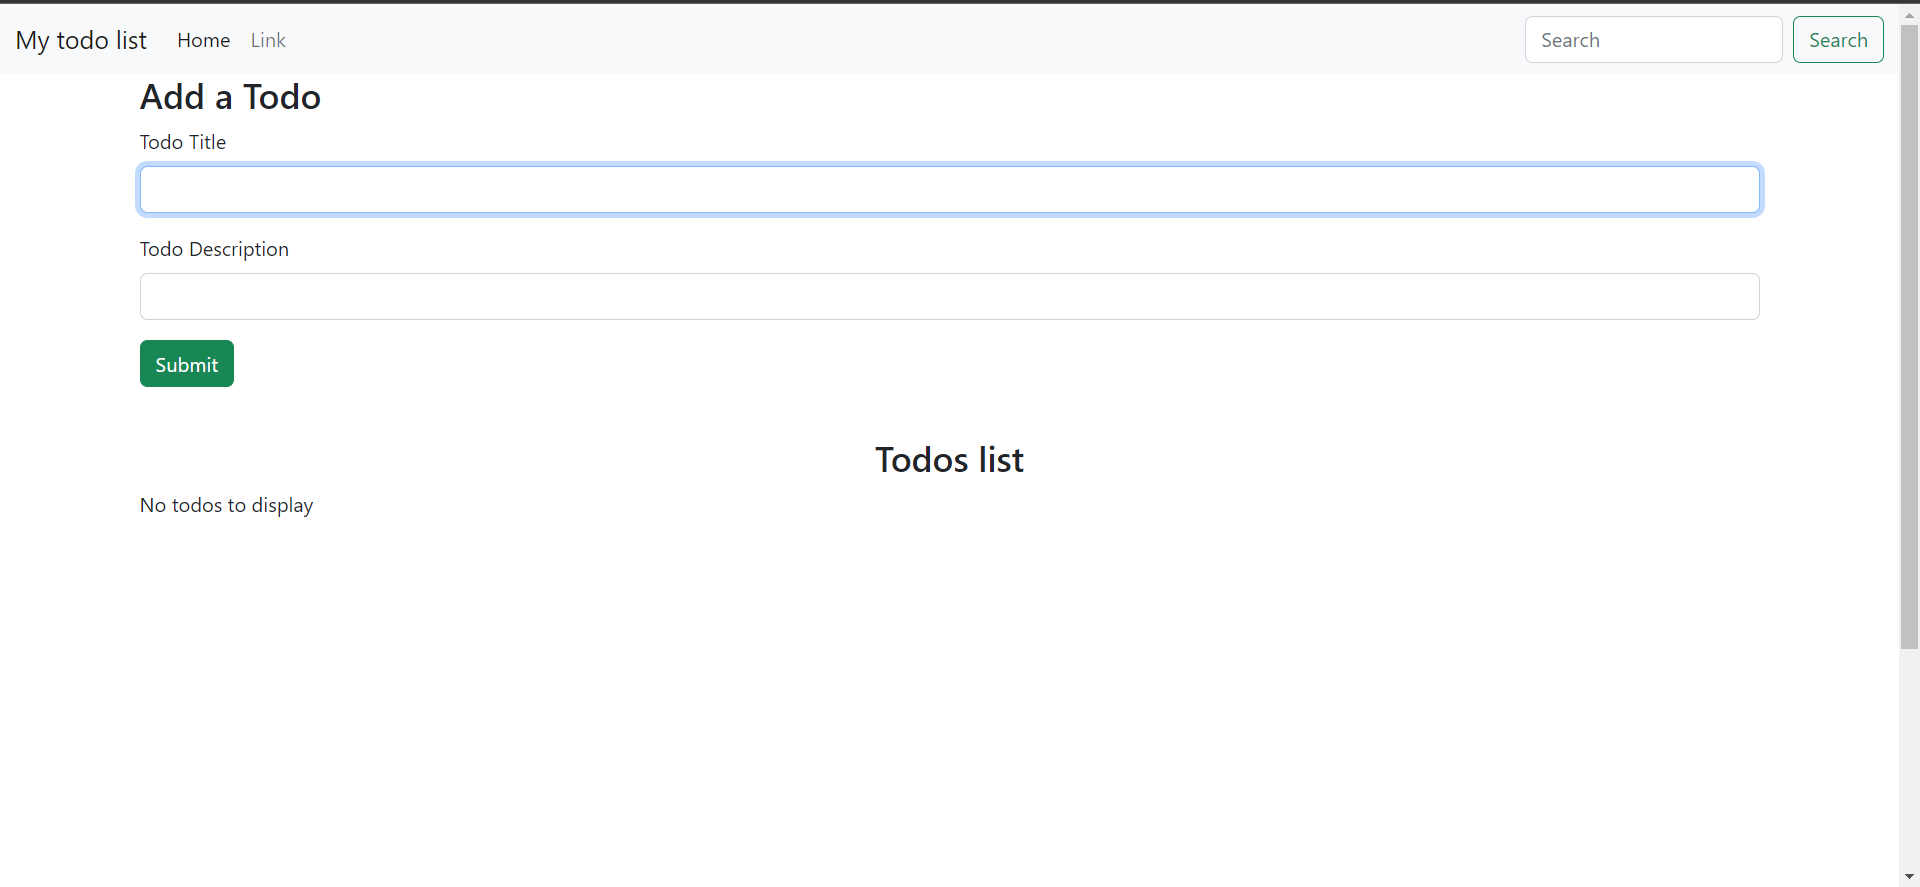 My todo list Home Link Search Search
Add a Todo
Todo Title
Todo Description
Submit
Todos list
No todos to display